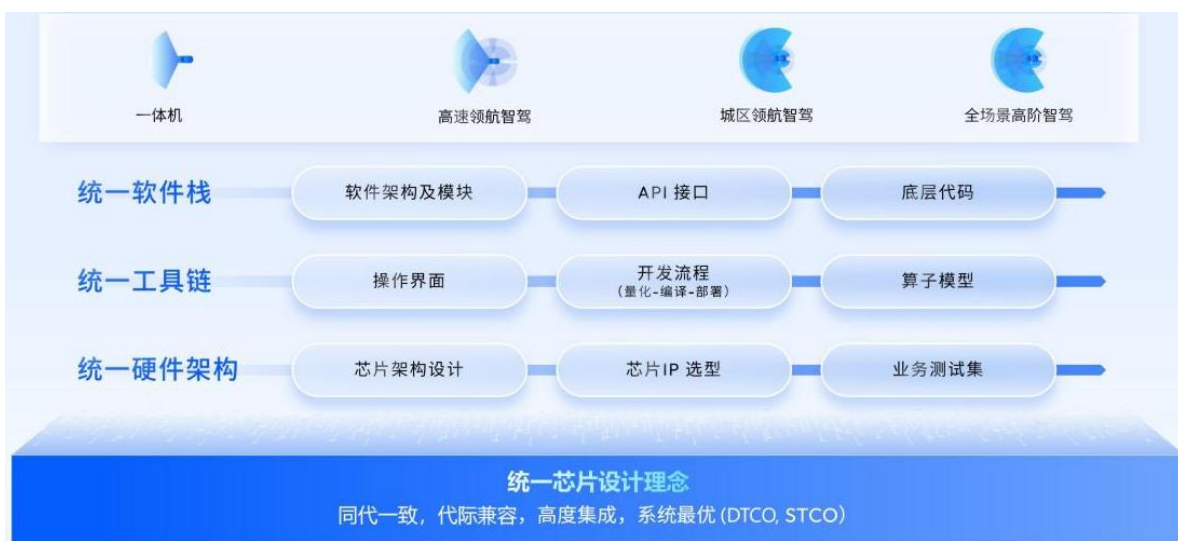 一体机
高速领航智驾
城区领航智驾
全场景高阶智驾
统一软件栈
软件架构及模块
API 接口
底层代码
统一工具链
操作界面
开发流程
(量化-编译-部署)
算子模型
统一硬件架构
芯片架构设计
芯片IP 选型
业务测试集
统一芯片设计理念
同代一致，代际兼容，高度集成，系统最优 (DTCO, STCO)